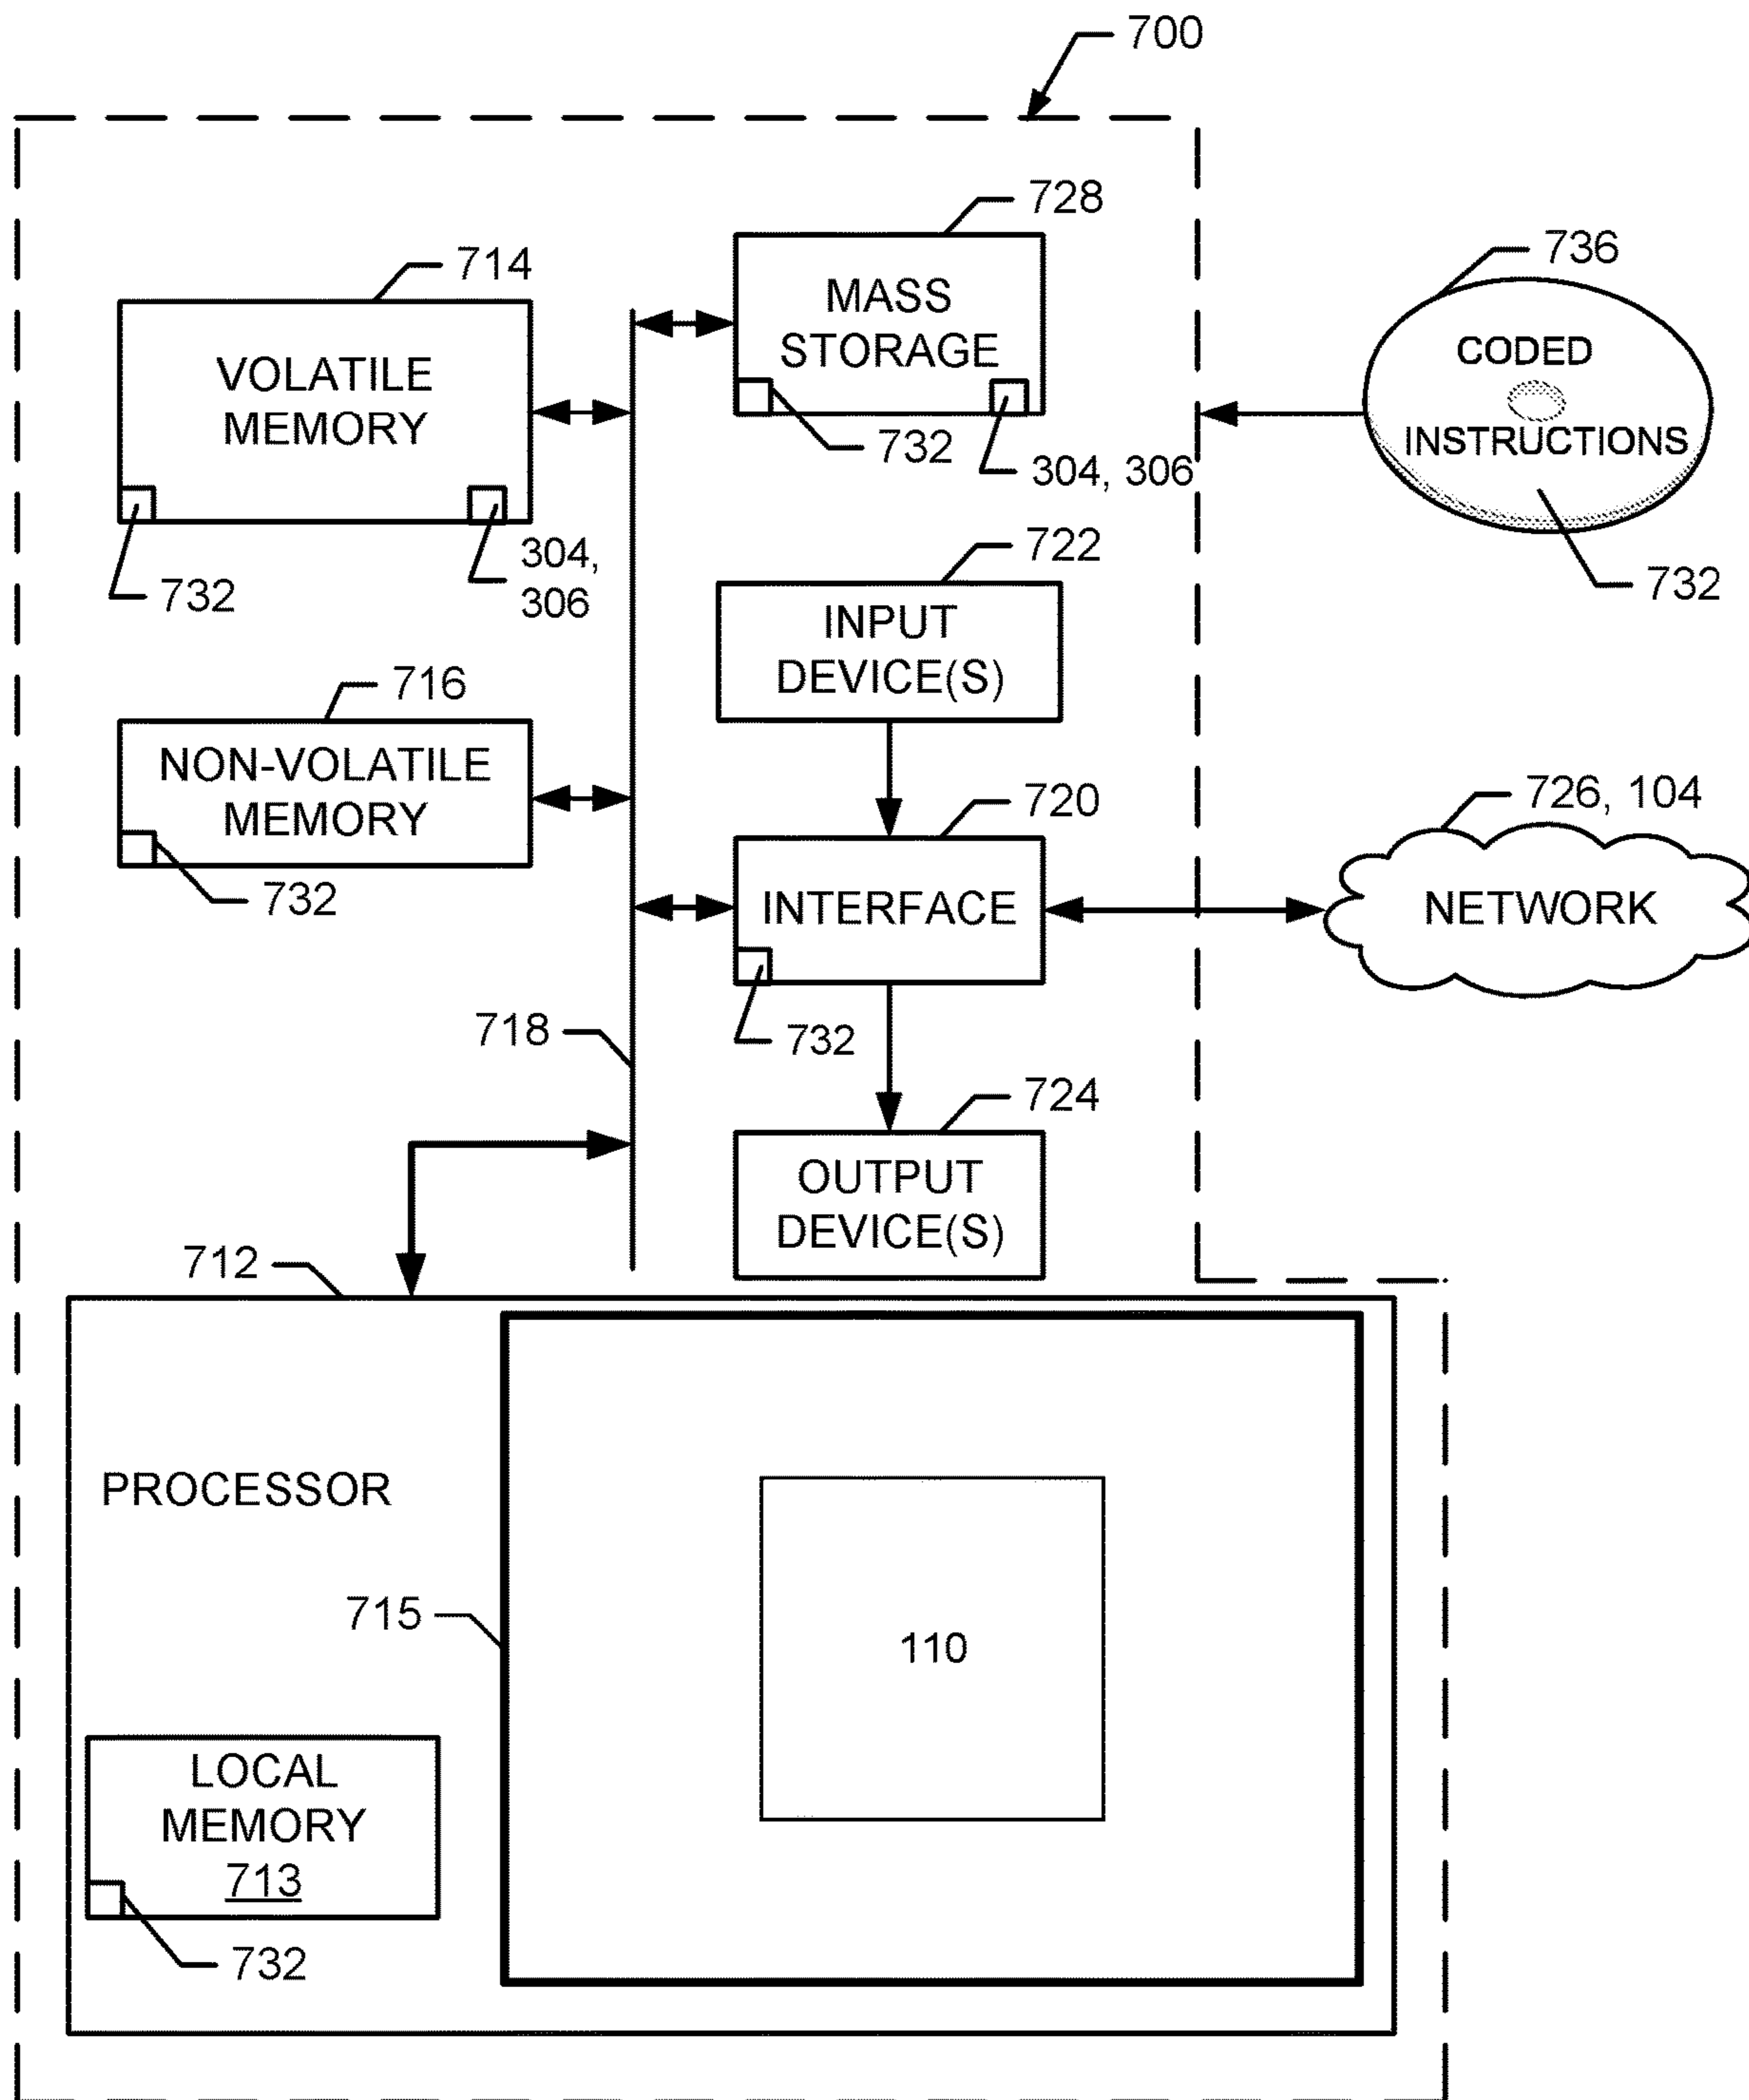 700
728
714
MASS
STORAGE
736
CODED
INSTRUCTIONS
VOLATILE
MEMORY
732
304, 306
732
304,
306
732
722
INPUT
DEVICE(S)
716
NON-VOLATILE
MEMORY
732
720
INTERFACE
726, 104
NETWORK
732
718
724
OUTPUT
DEVICE(S)
712
PROCESSOR
715
110
LOCAL
MEMORY
713
732